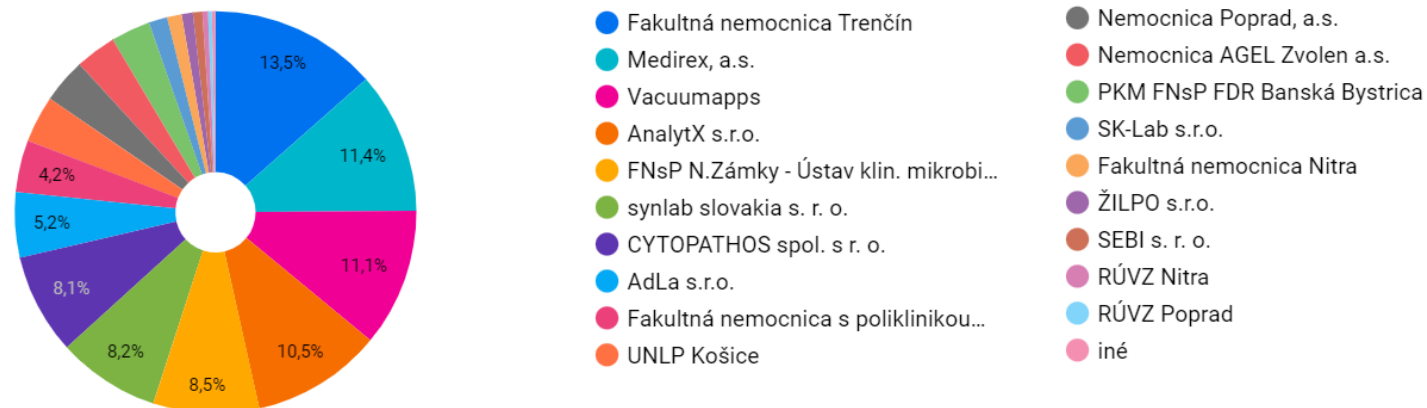 13,5%
11,4%
11,1%
10,5%
8,5%
8,2%
8,1%
5,2%
4,2%
Fakultná nemocnica Trenčín
Medirex, a.s.
Vacuumapps
AnalytX s.r.o.
FNsP N.Zámky - Ústav klin. mikrobi...
synlab slovakia s. r. o.
CYTOPATHOS spol. s r. o.
AdLa s.r.o.
Fakultná nemocnica s poliklinikou...
UNLP Košice
Nemocnica Poprad, a.s.
Nemocnica AGEL Zvolen a.s.
PKM FNsP FDR Banská Bystrica
SK-Lab s.r.o.
Fakultná nemocnica Nitra
ŽILPO s.r.o.
SEBI s. r. o.
RÚVZ Nitra
RÚVZ Poprad
iné